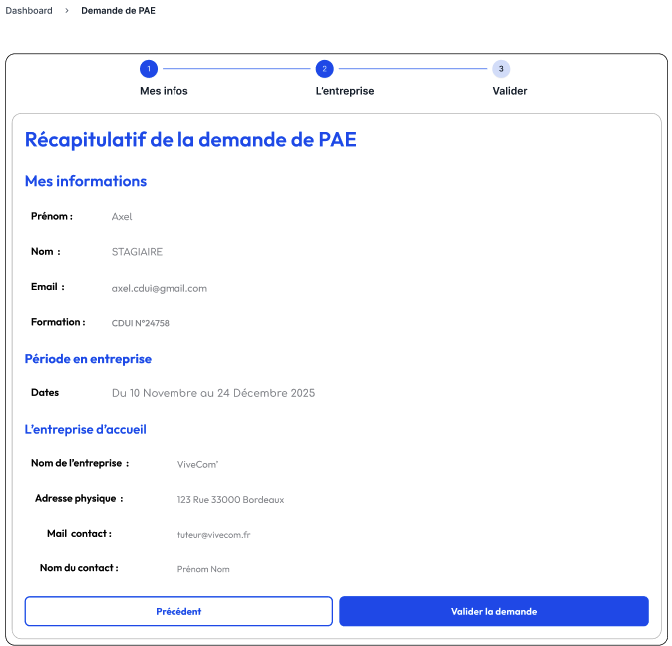 Dashboard > Demande de PAE
1 2 3
Mes infos L'entreprise Valider
Récapitulatif de la demande de PAE
Mes informations
Prénom : Axel
Nom : STAGIAIRE
Email : axel.cdui@gmail.com
Formation : CDUI N°24758
Période en entreprise
Dates Du 10 Novembre au 24 Décembre 2025
L'entreprise d'accueil
Nom de l'entreprise : ViveCom'
Adresse physique : 123 Rue 33000 Bordeaux
Mail contact : tuteur@vivecom.fr
Nom du contact : Prénom Nom
Précédent Valider la demande